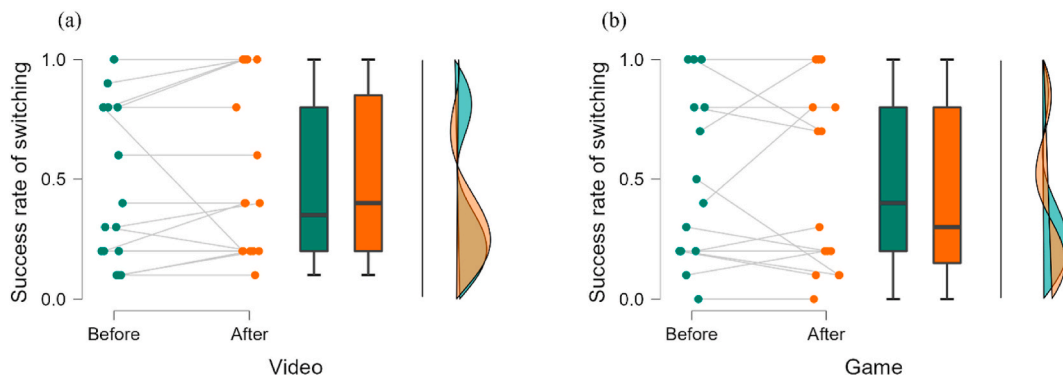 (a)
Success rate of switching
1.0
0.5
0.0
Before
After
Video
(b)
Success rate of switching
1.0
0.5
0.0
Before
After
Game